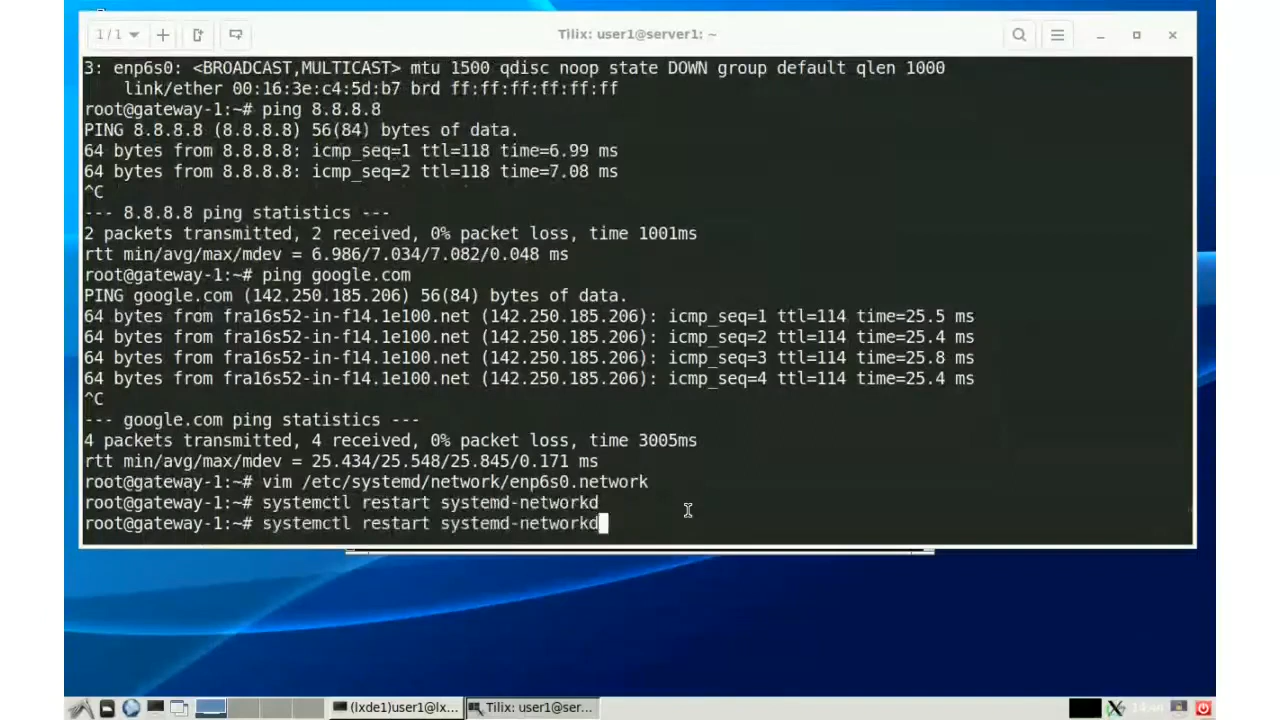 1 / 1
Tilix: user1@server1: ~
3: enp6s0: <BROADCAST,MULTICAST> mtu 1500 qdisc noop state DOWN group default qlen 1000
link/ether 00:16:3e:c4:5d:b7 brd ff:ff:ff:ff:ff:ff
root@gateway-1:~# ping 8.8.8.8
PING 8.8.8.8 (8.8.8.8) 56(84) bytes of data.
64 bytes from 8.8.8.8: icmp_seq=1 ttl=118 time=6.99 ms
64 bytes from 8.8.8.8: icmp_seq=2 ttl=118 time=7.08 ms
^C
--- 8.8.8.8 ping statistics ---
2 packets transmitted, 2 received, 0% packet loss, time 1001ms
rtt min/avg/max/mdev = 6.986/7.034/7.082/0.048 ms
root@gateway-1:~# ping google.com
PING google.com (142.250.185.206) 56(84) bytes of data.
64 bytes from fra16s52-in-f14.1e100.net (142.250.185.206): icmp_seq=1 ttl=114 time=25.5 ms
64 bytes from fra16s52-in-f14.1e100.net (142.250.185.206): icmp_seq=2 ttl=114 time=25.4 ms
64 bytes from fra16s52-in-f14.1e100.net (142.250.185.206): icmp_seq=3 ttl=114 time=25.8 ms
64 bytes from fra16s52-in-f14.1e100.net (142.250.185.206): icmp_seq=4 ttl=114 time=25.4 ms
^C
--- google.com ping statistics ---
4 packets transmitted, 4 received, 0% packet loss, time 3005ms
rtt min/avg/max/mdev = 25.434/25.548/25.845/0.171 ms
root@gateway-1:~# vim /etc/systemd/network/enp6s0.network
root@gateway-1:~# systemctl restart systemd-networkd
root@gateway-1:~# systemctl restart systemd-networkd
(lxde1)user1@lx...
Tilix: user1@ser...